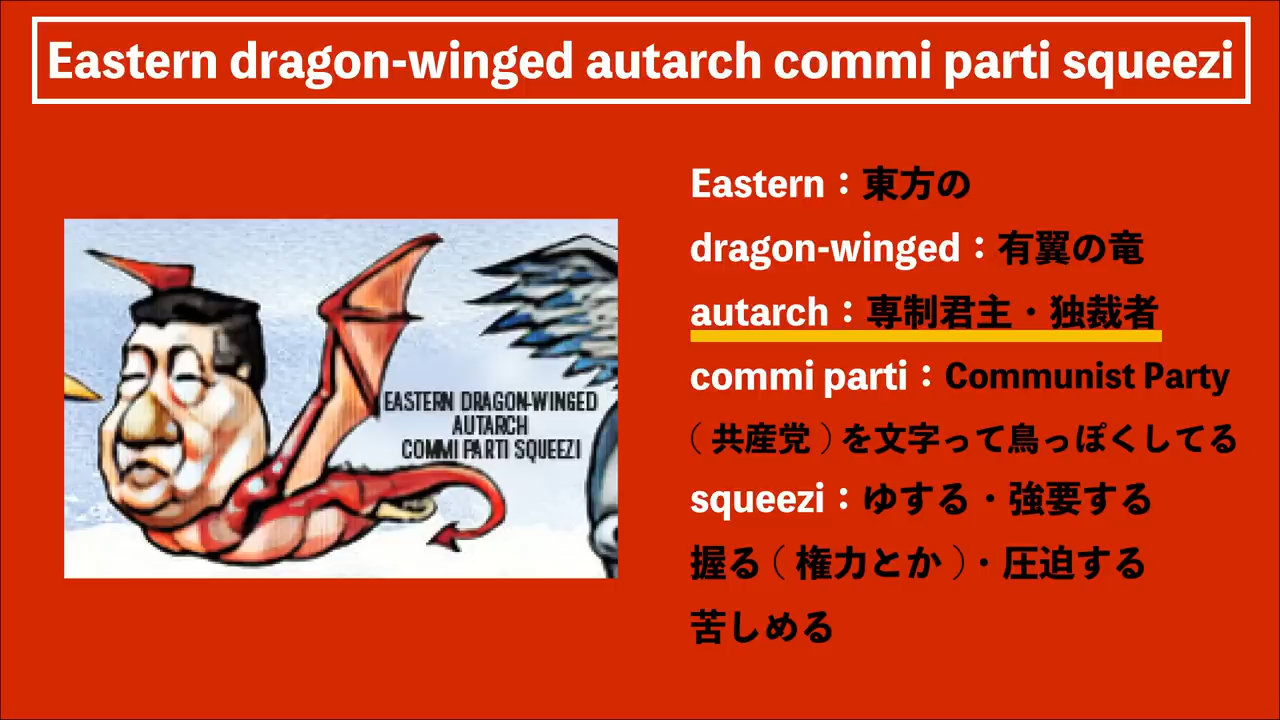 Eastern dragon-winged autarch commi parti squeezi
EASTERN DRAGON-WINGED
AUTARCH
COMMI PARTI SQUEEZI
Eastern：東方の
dragon-winged：有翼の竜
autarch：専制君主・独裁者
commi parti：Communist Party
（共産党）を文字って鳥っぽくしてる
squeezi：ゆする・強要する
握る（権力とか）・圧迫する
苦しめる